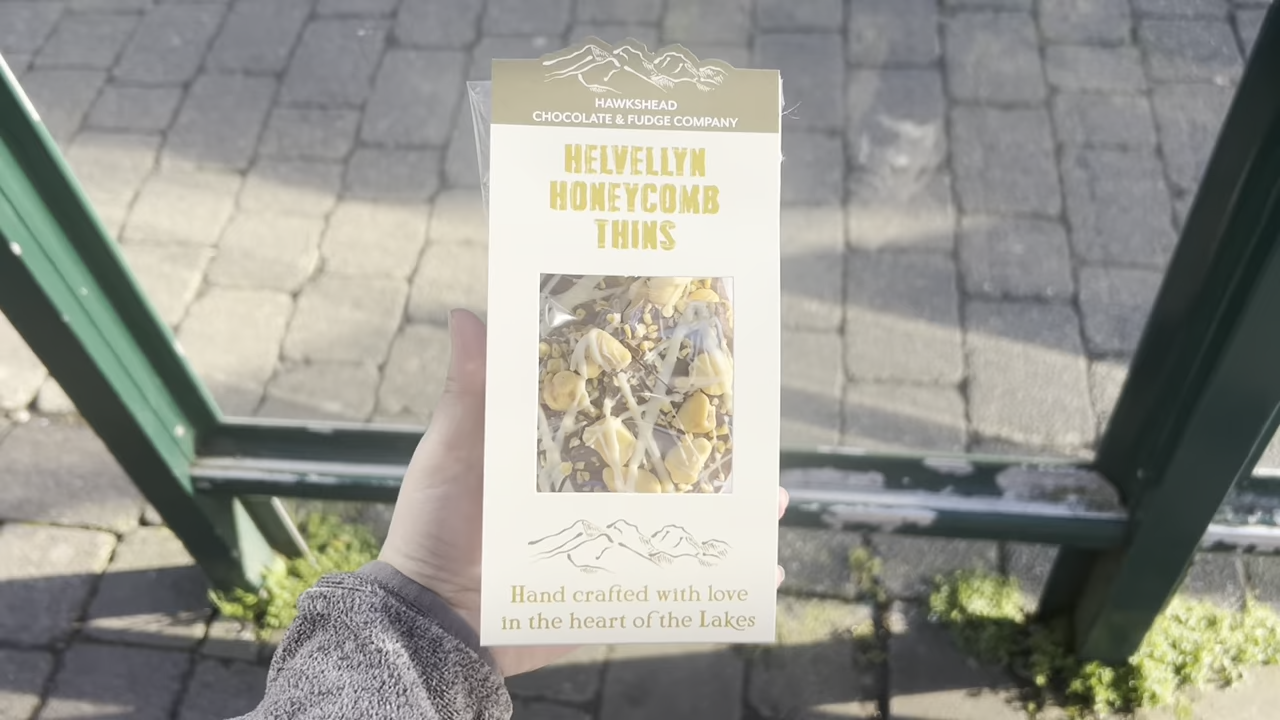 HAWKSHEAD
CHOCOLATE & FUDGE COMPANY
HELVELLYN
HONEYCOMB
THINS
Hand crafted with love
in the heart of the Lakes